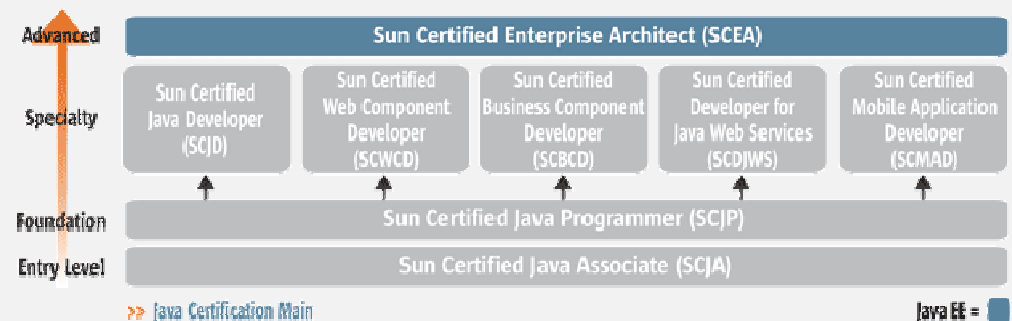 Advanced
Sun Certified Enterprise Architect (SCEA)
Specialty
Sun Certified
Java Developer
(SCJD)
Sun Certified
Web Component
Developer
(SCWCD)
Sun Certified
Business Component
Developer
(SCBCD)
Sun Certified
Developer for
Java Web Services
(SCDJWS)
Sun Certified
Mobile Application
Developer
(SCMAD)
Foundation
Sun Certified Java Programmer (SCJP)
Entry Level
Sun Certified Java Associate (SCJA)
>> Java Certification Main
Java EE =